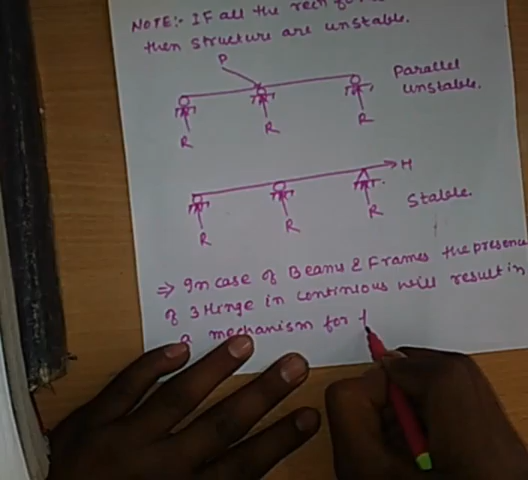 NOTE:- IF all the
then structure are unstable.
P
Parallel
unstable.
R
R
R
H
Stable.
R
R
R
⇒ In case of Beams & Frames the presence
of 3 Hinge in continious will result in
a mechanism for